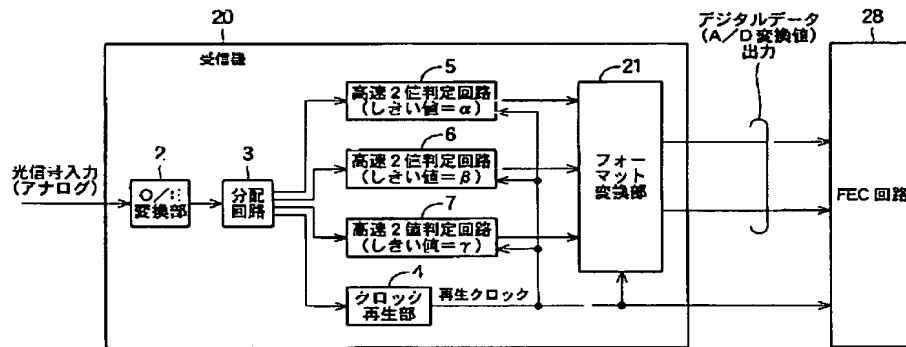 20
受信機
光信号入力
(アナログ)
2
O/E
変換部
3
分配
回路
5
高速2値判定回路
(しきい値=α)
6
高速2値判定回路
(しきい値=β)
7
高速2値判定回路
(しきい値=γ)
4
クロック
再生部
再生クロック
21
フォー
マット
変換部
デジタルデータ
(A/D変換値)
出力
28
FEC回路